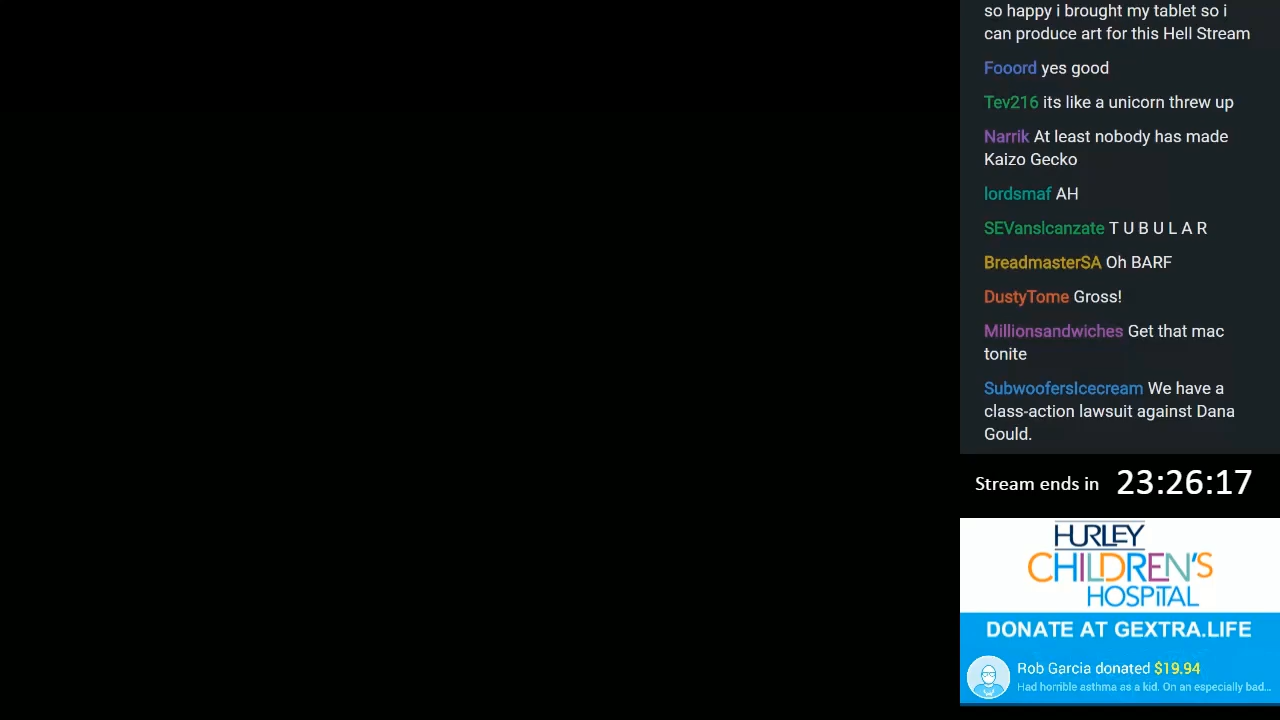 so happy i brought my tablet so i
can produce art for this Hell Stream
Fooord yes good
Tev216 its like a unicorn threw up
Narrik At least nobody has made
Kaizo Gecko
lordsmaf AH
SEVanslcanzate T U B U L A R
BreadmasterSA Oh BARF
DustyTome Gross!
Millionsandwiches Get that mac
tonite
SubwoofersIcecream We have a
class-action lawsuit against Dana
Gould.
Stream ends in 23:26:17
HURLEY
CHILDREN'S
HOSPITAL
DONATE AT GEXTRA.LIFE
Rob Garcia donated $19.94
Had horrible asthma as a kid. On an especially bad...